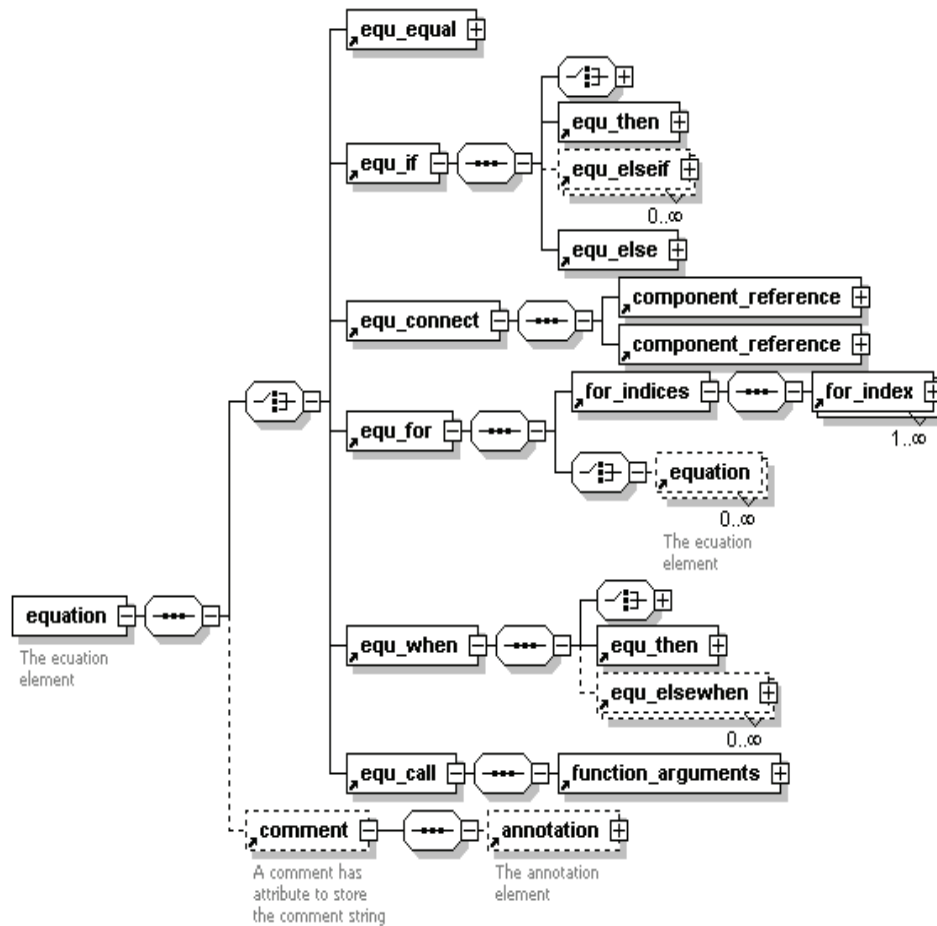 equ_equal
equ_if
equ_then
equ_elseif
0..∞
equ_else
equ_connect
component_reference
component_reference
equ_for
for_indices
for_index
1..∞
equation
0..∞
The ecuation
element
equation
The ecuation
element
equ_when
equ_then
equ_elsewhen
0..∞
equ_call
function_arguments
comment
A comment has
attribute to store
the comment string
annotation
The annotation
element